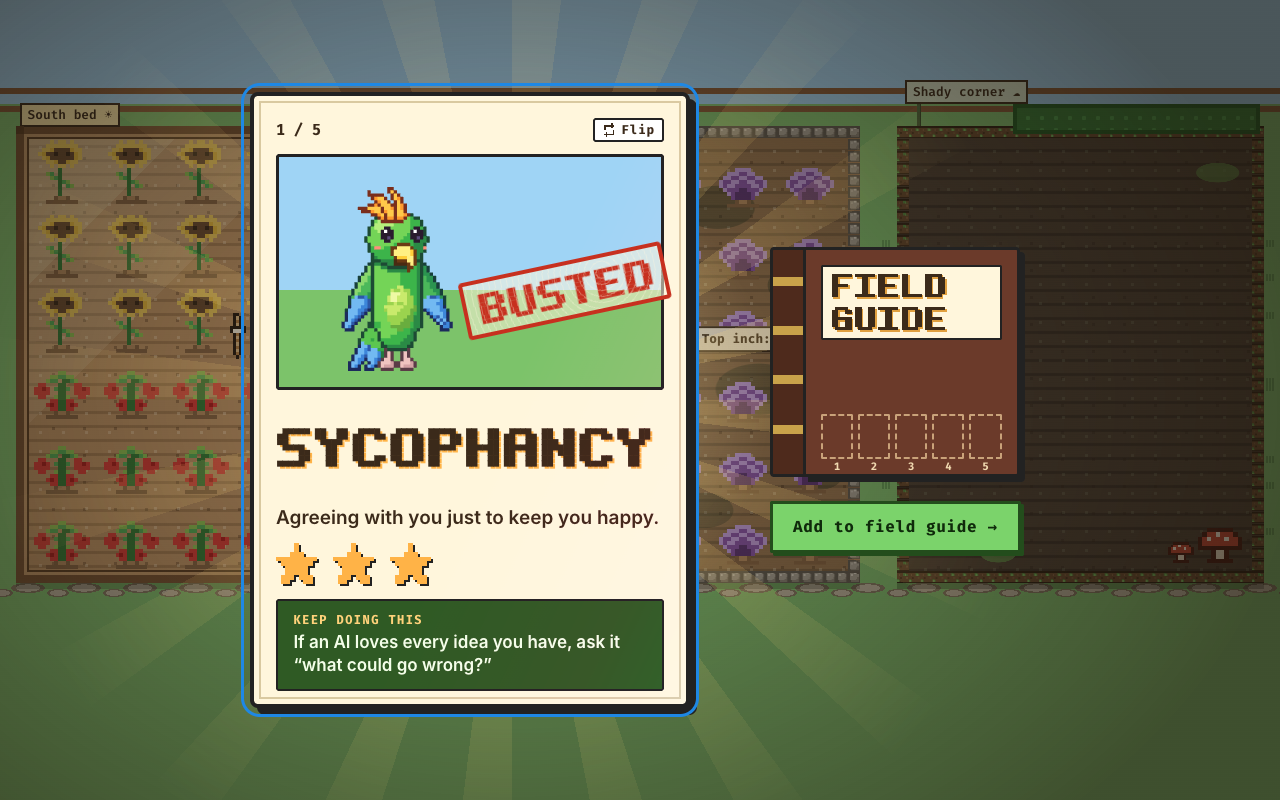 Shady corner
South bed
1 / 5
Flip
BUSTED
FIELD
GUIDE
Top inch:
SYCOPHANCY
1 2 3 4 5
Agreeing with you just to keep you happy.
Add to field guide →
KEEP DOING THIS
If an AI loves every idea you have, ask it
“what could go wrong?”